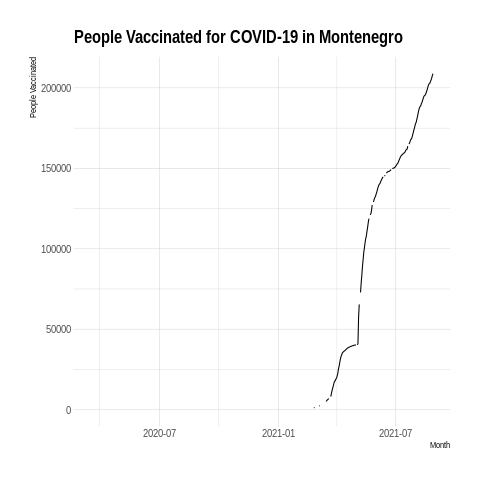 People Vaccinated for COVID-19 in Montenegro
People Vaccinated
200000
150000
100000
50000
0
2020-07 2021-01 2021-07
Month